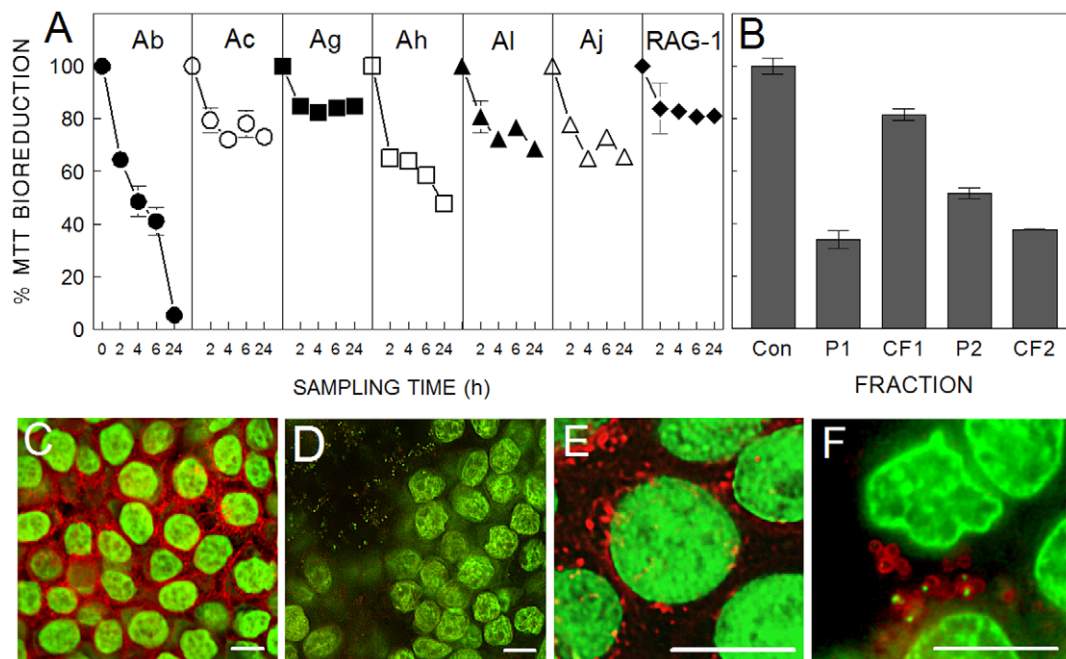 A
Ab Ac Ag Ah Al Aj RAG-1
% MTT BIOREDUCTION
100
80
60
40
20
0
0 2 4 6 24 2 4 6 24 2 4 6 24 2 4 6 24 2 4 6 24 2 4 6 24 2 4 6 24
SAMPLING TIME (h)
B
Con P1 CF1 P2 CF2
FRACTION
C
D
E
F